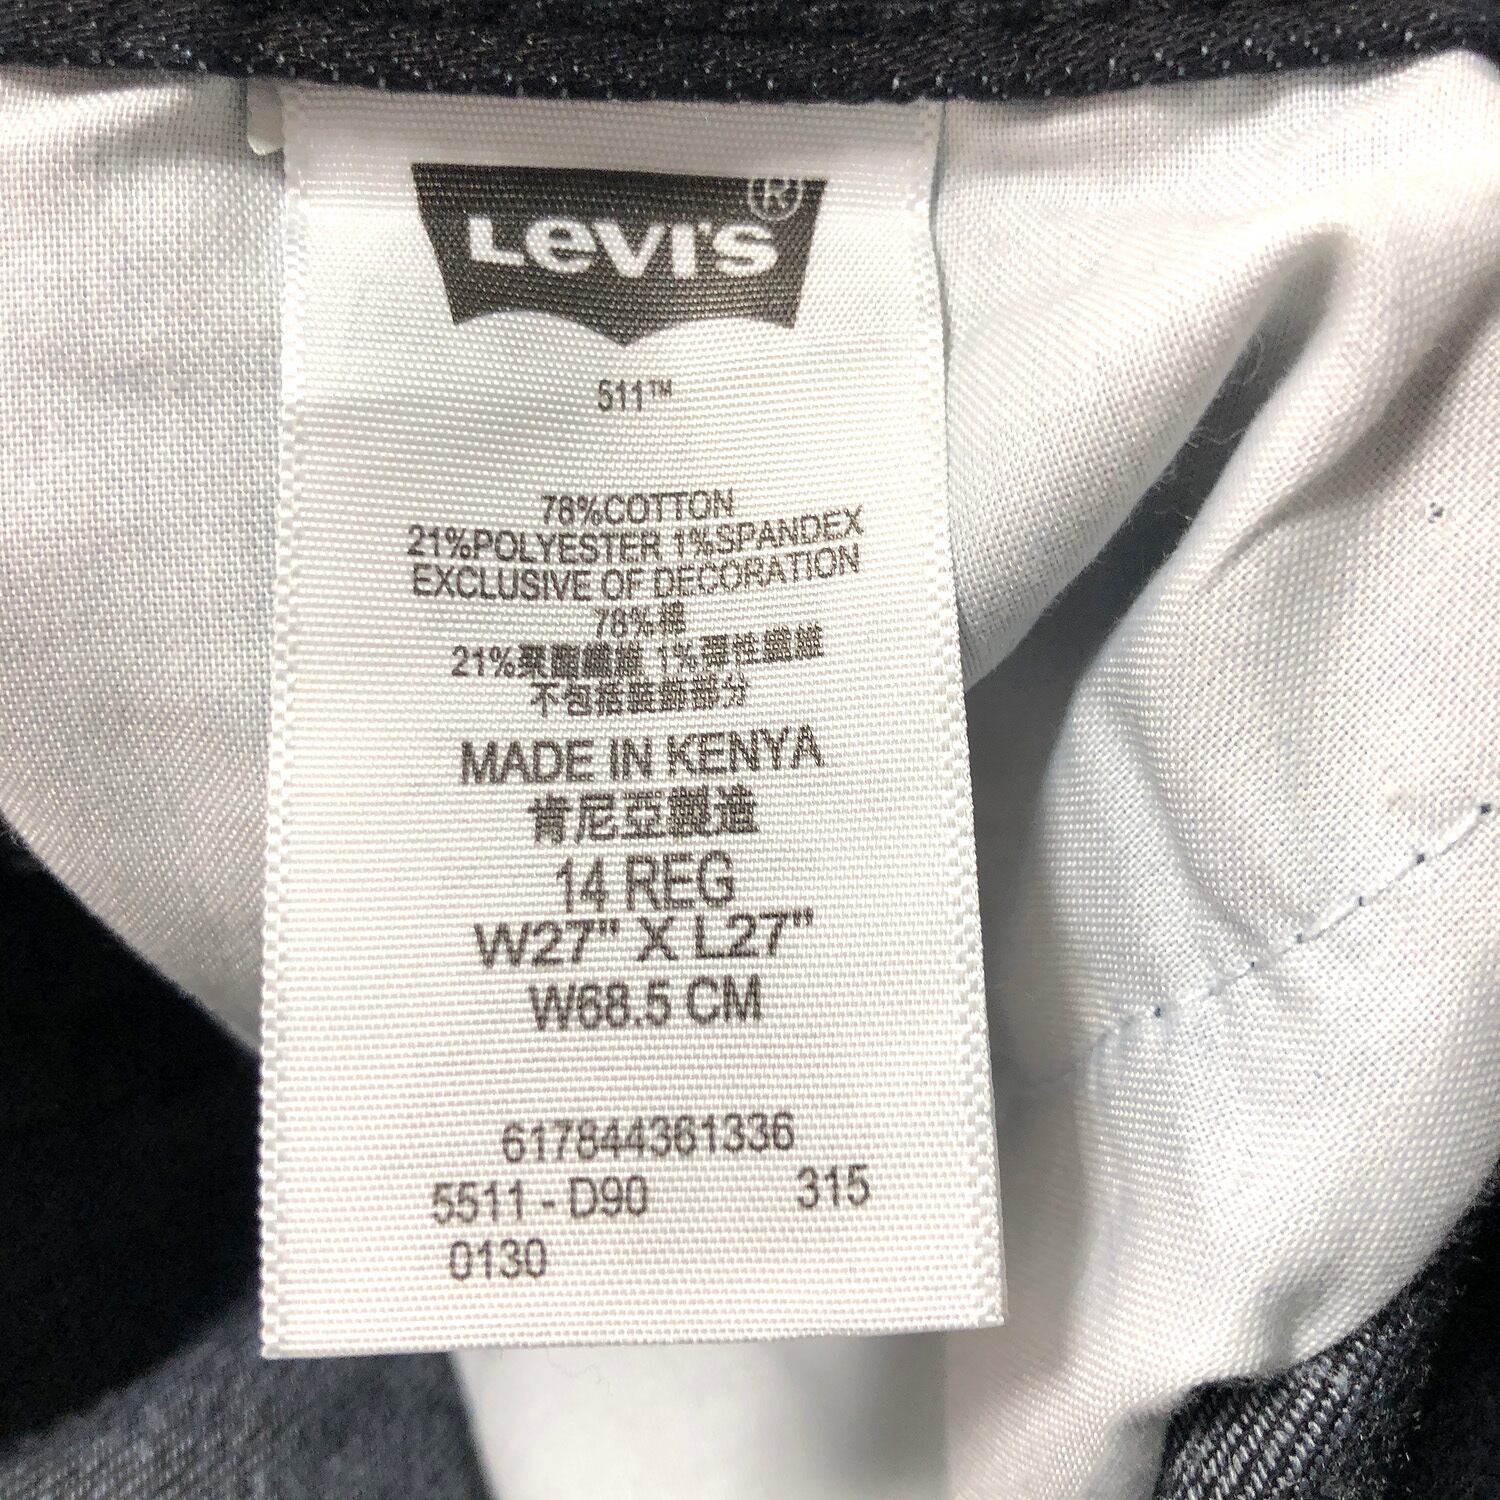 LEVI'S®
511™
78%COTTON
21%POLYESTER 1%SPANDEX
EXCLUSIVE OF DECORATION
78%棉
21%聚酯纖維 1%彈性纖維
不包括裝飾部分
MADE IN KENYA
肯尼亞製造
14 REG
W27" X L27"
W68.5 CM
617844361336
5511 - D90 315
0130